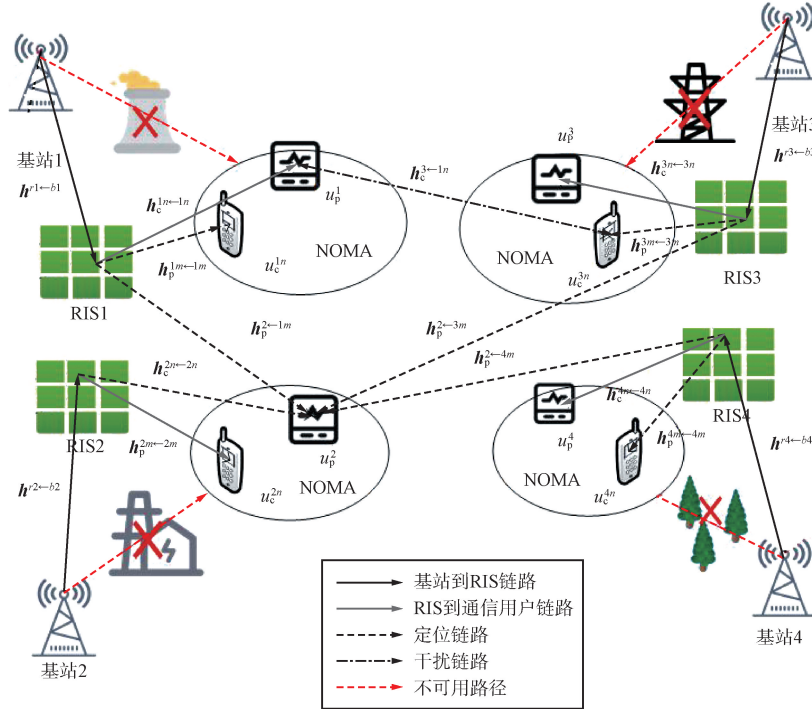 基站1
h^{r1←b1}
RIS1
h_c^{1n←1n}
h_p^{1m←1m}
u_p^1
u_c^{1n}
NOMA
h_c^{3←1n}
u_p^3
u_c^{3n}
NOMA
h_c^{3n←3n}
h_p^{3m←3m}
基站3
RIS3
h_p^{2←1m}
h_p^{2←3m}
h_p^{2←4m}
RIS2
h_c^{2n←2n}
h_p^{2m←2m}
h^{r2←b2}
u_p^2
u_c^{2n}
NOMA
h_c^{4n←4n}
h_p^{4m←4m}
u_p^4
u_c^{4n}
NOMA
RIS4
h^{r4←b4}
基站2
基站4
基站到RIS链路
RIS到通信用户链路
定位链路
干扰链路
不可用路径